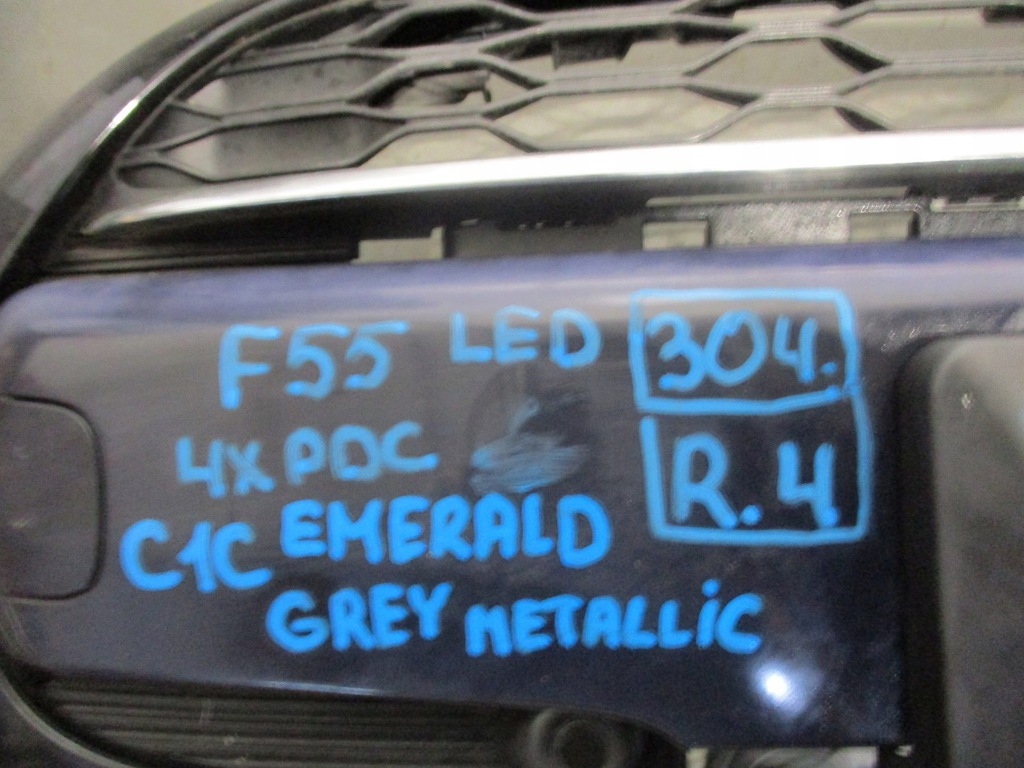 F55 LED 304.
4X PDC R.4
C1C EMERALD
GREY METALLIC